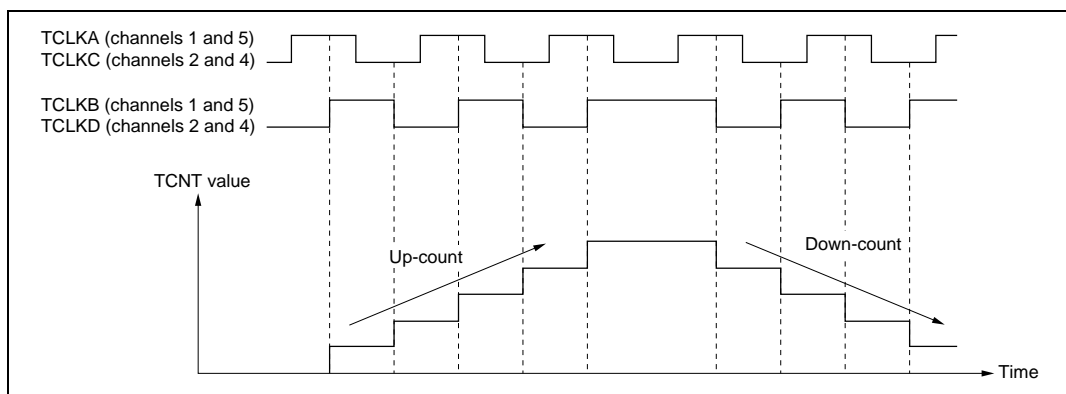 TCLKA (channels 1 and 5)
TCLKC (channels 2 and 4)
TCLKB (channels 1 and 5)
TCLKD (channels 2 and 4)
TCNT value
Up-count
Down-count
Time